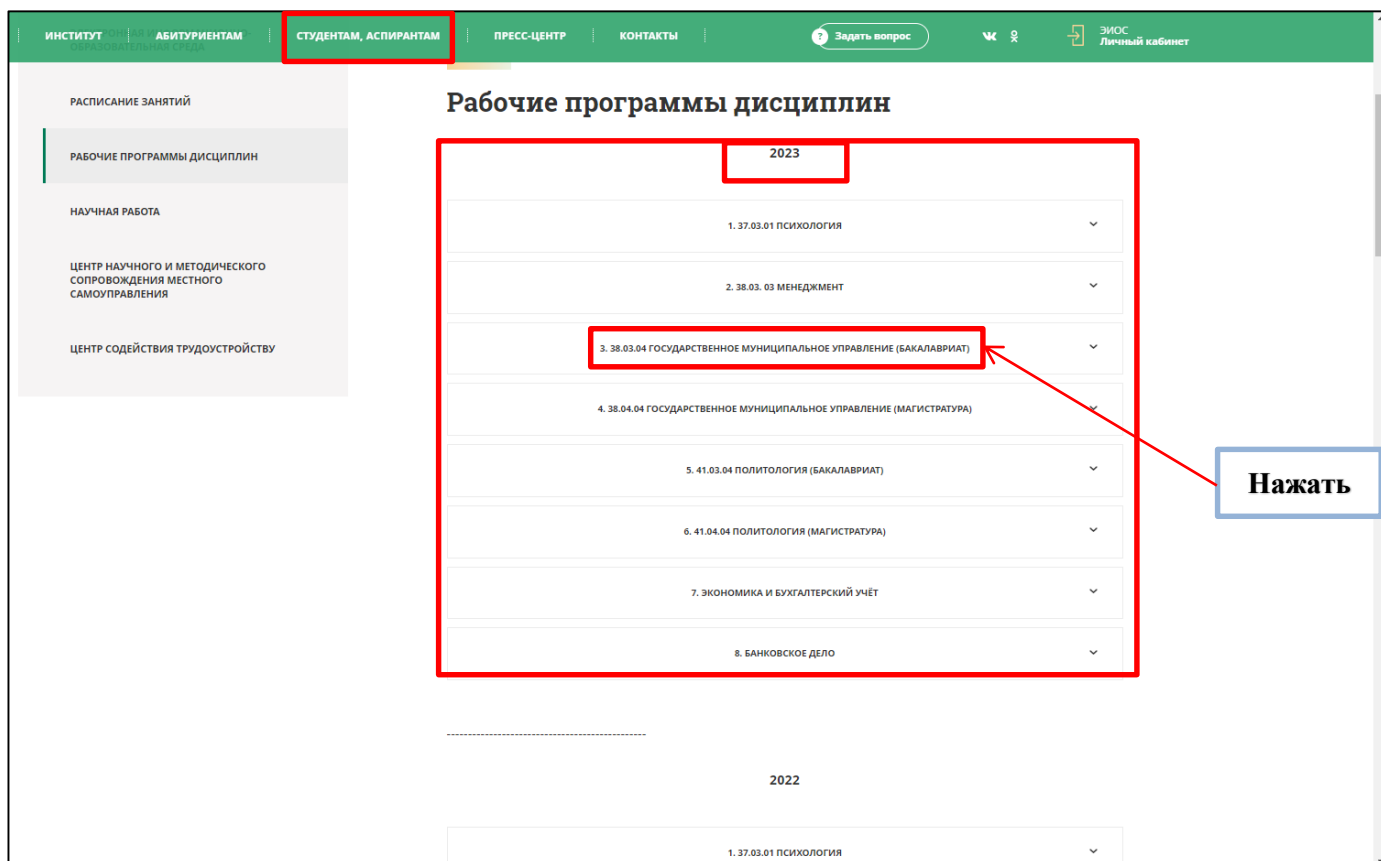 ИНСТИТУТ
АБИТУРИЕНТАМ
СТУДЕНТАМ, АСПИРАНТАМ
ПРЕСС-ЦЕНТР
КОНТАКТЫ
? Задать вопрос
ЭИОС
Личный кабинет
ОБРАЗОВАТЕЛЬНАЯ СРЕДА
РАСПИСАНИЕ ЗАНЯТИЙ
РАБОЧИЕ ПРОГРАММЫ ДИСЦИПЛИН
НАУЧНАЯ РАБОТА
ЦЕНТР НАУЧНОГО И МЕТОДИЧЕСКОГО
СОПРОВОЖДЕНИЯ МЕСТНОГО
САМОУПРАВЛЕНИЯ
ЦЕНТР СОДЕЙСТВИЯ ТРУДОУСТРОЙСТВУ
Рабочие программы дисциплин
2023
1. 37.03.01 ПСИХОЛОГИЯ
2. 38.03. 03 МЕНЕДЖМЕНТ
3. 38.03.04 ГОСУДАРСТВЕННОЕ МУНИЦИПАЛЬНОЕ УПРАВЛЕНИЕ (БАКАЛАВРИАТ)
4. 38.04.04 ГОСУДАРСТВЕННОЕ МУНИЦИПАЛЬНОЕ УПРАВЛЕНИЕ (МАГИСТРАТУРА)
5. 41.03.04 ПОЛИТОЛОГИЯ (БАКАЛАВРИАТ)
6. 41.04.04 ПОЛИТОЛОГИЯ (МАГИСТРАТУРА)
7. ЭКОНОМИКА И БУХГАЛТЕРСКИЙ УЧЁТ
8. БАНКОВСКОЕ ДЕЛО
Нажать
-----------------------------------------------
2022
1. 37.03.01 ПСИХОЛОГИЯ